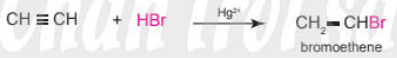 CH ≡ CH + HBr Hg²⁺ CH₂═CHBr
bromoethene